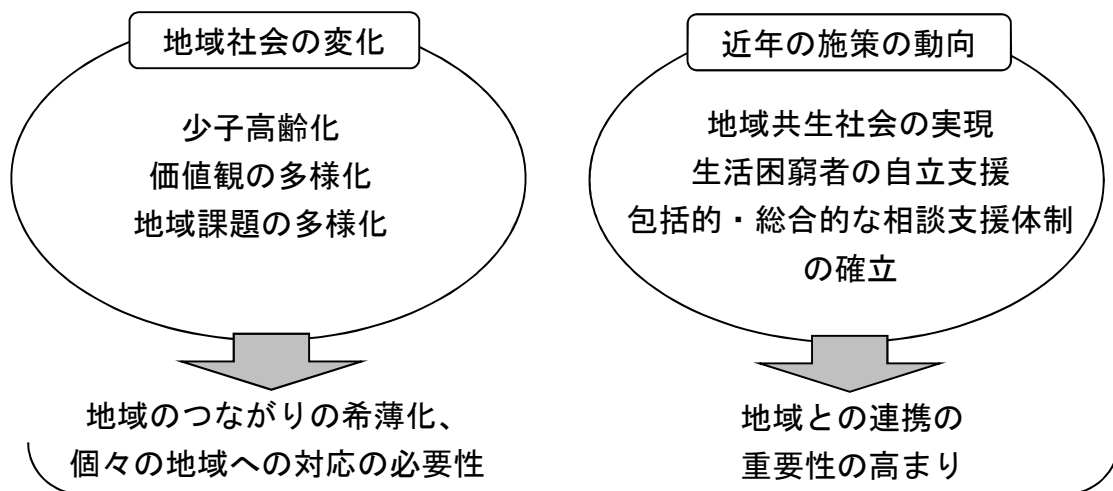 地域社会の変化
少子高齢化
価値観の多様化
地域課題の多様化
地域のつながりの希薄化、
個々の地域への対応の必要性
近年の施策の動向
地域共生社会の実現
生活困窮者の自立支援
包括的・総合的な相談支援体制
の確立
地域との連携の
重要性の高まり